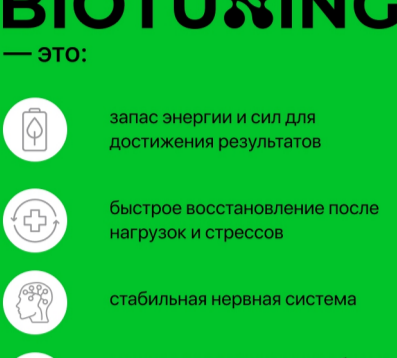 BIOTUNING
— это:
запас энергии и сил для
достижения результатов
быстрое восстановление после
нагрузок и стрессов
стабильная нервная система